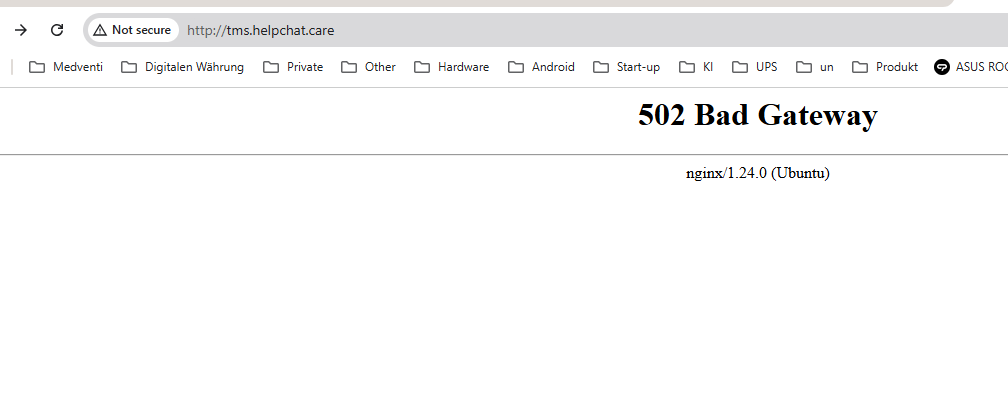 Not secure http://tms.helpchat.care
Medventi Digitalen Währung Private Other Hardware Android Start-up KI UPS un Produkt ASUS ROG
502 Bad Gateway
nginx/1.24.0 (Ubuntu)